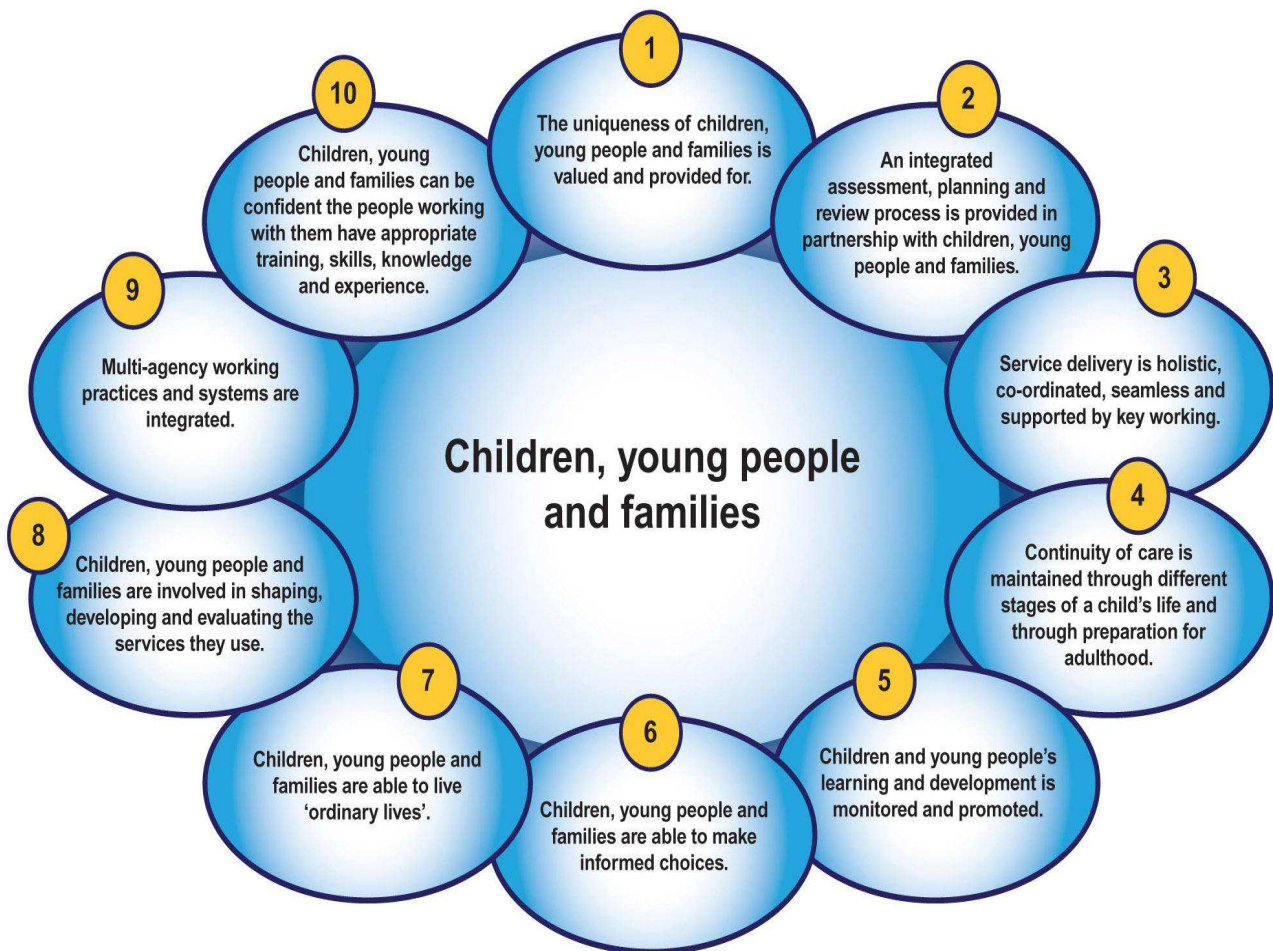 Children, young people
and families
1
The uniqueness of children,
young people and families is
valued and provided for.
2
An integrated
assessment, planning and
review process is provided in
partnership with children, young
people and families.
3
Service delivery is holistic,
co-ordinated, seamless and
supported by key working.
4
Continuity of care is
maintained through different
stages of a child’s life and
through preparation for
adulthood.
5
Children and young people’s
learning and development is
monitored and promoted.
6
Children, young people and
families are able to make
informed choices.
7
Children, young people and
families are able to live
‘ordinary lives’.
8
Children, young people and
families are involved in shaping,
developing and evaluating the
services they use.
9
Multi-agency working
practices and systems are
integrated.
10
Children, young
people and families can be
confident the people working
with them have appropriate
training, skills, knowledge
and experience.